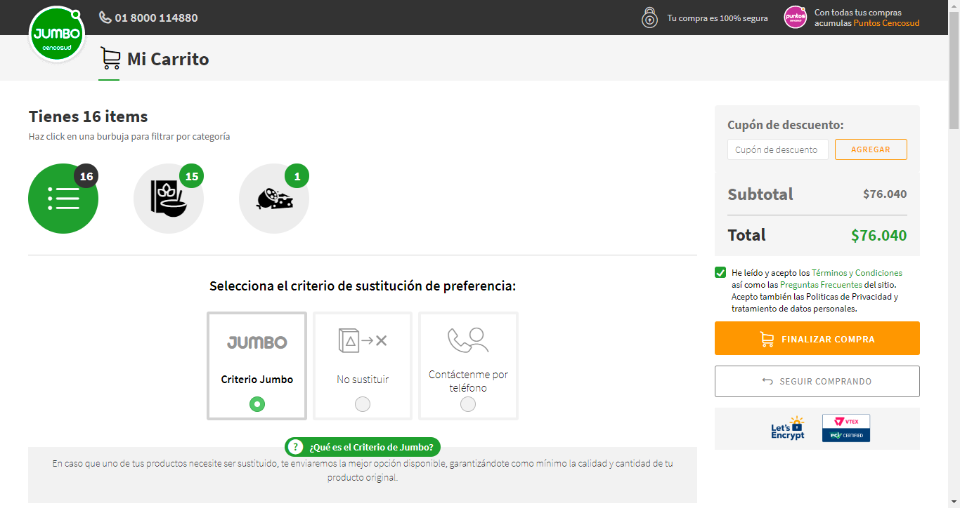 JUMBO
cencosud
01 8000 114880
Tu compra es 100% segura
puntos
Con todas tus compras
acumulas Puntos Cencosud
Mi Carrito
Tienes 16 items
Haz click en una burbuja para filtrar por categoría
16
15
1
Selecciona el criterio de sustitución de preferencia:
JUMBO
Criterio Jumbo
No sustituir
Contáctenme por
teléfono
? ¿Qué es el Criterio de Jumbo?
En caso que uno de tus productos necesite ser sustituido, te enviaremos la mejor opción disponible, garantizándote como mínimo la calidad y cantidad de tu
producto original.
Cupón de descuento:
Cupón de descuento
AGREGAR
Subtotal $76.040
Total $76.040
He leído y acepto los Términos y Condiciones
así como las Preguntas Frecuentes del sitio.
Acepto también las Politicas de Privacidad y
tratamiento de datos personales.
FINALIZAR COMPRA
SEGUIR COMPRANDO
Let's
Encrypt
VTEX
PCI CERTIFIED